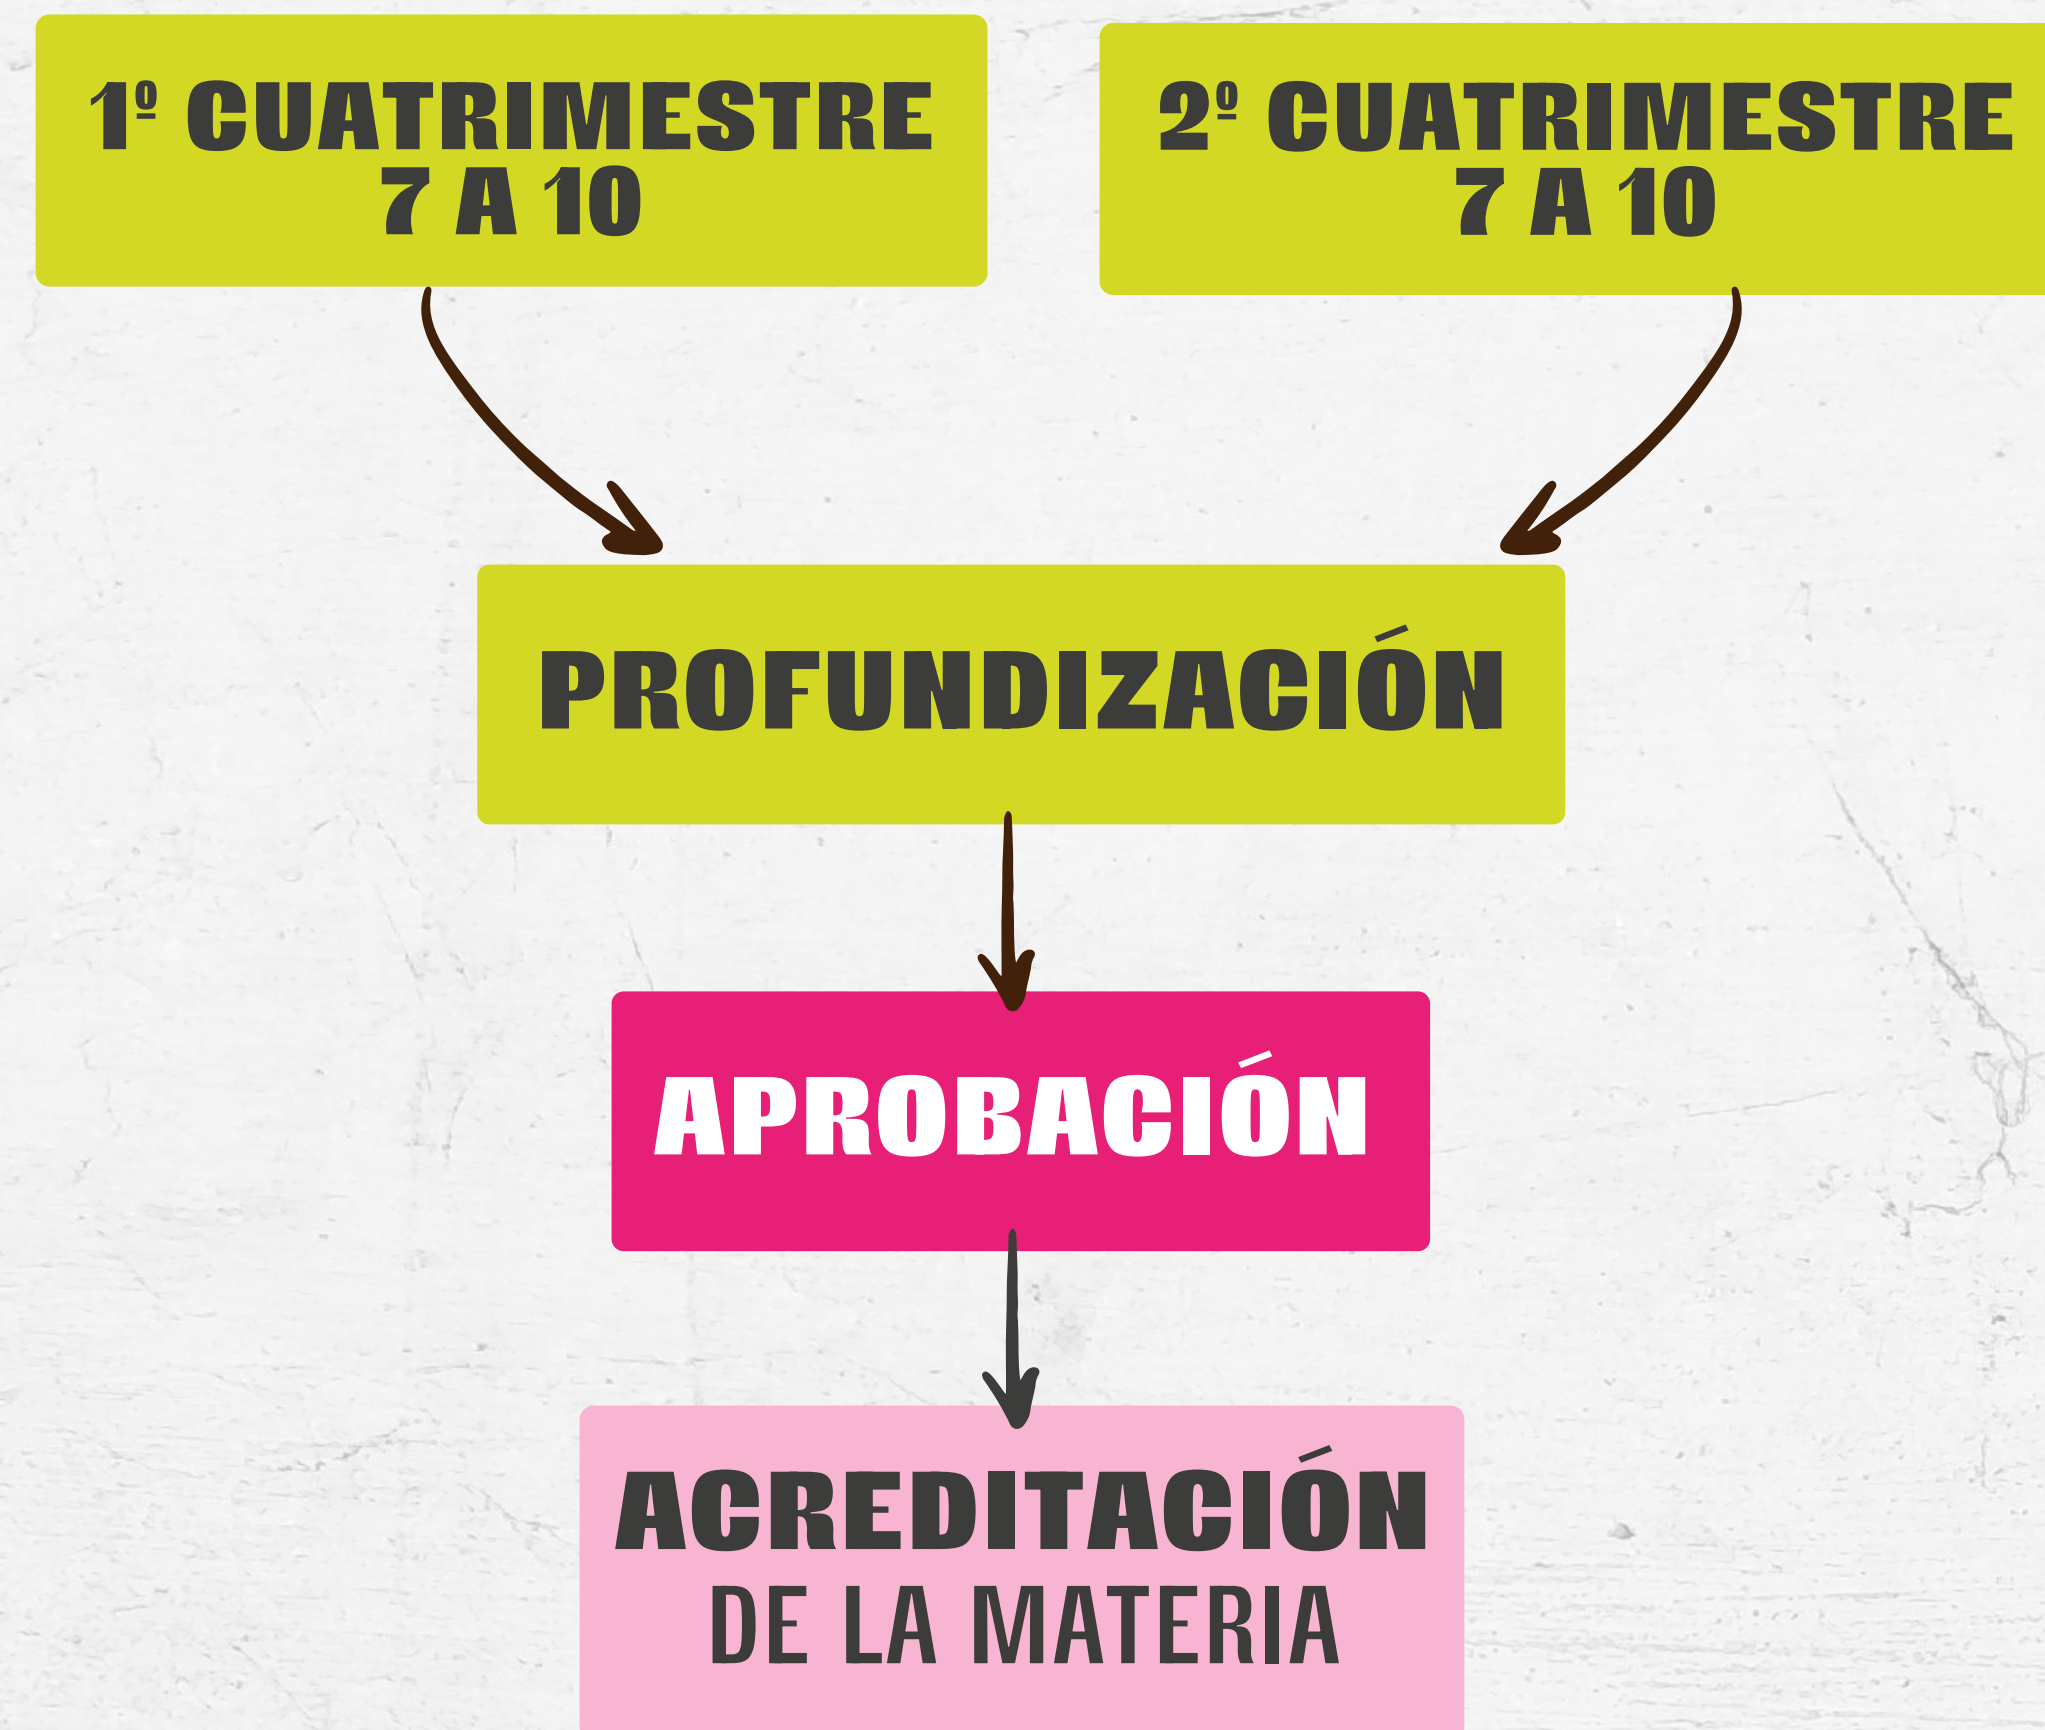 1º CUATRIMESTRE
7 A 10
2º CUATRIMESTRE
7 A 10
PROFUNDIZACIÓN
APROBACIÓN
ACREDITACIÓN
DE LA MATERIA